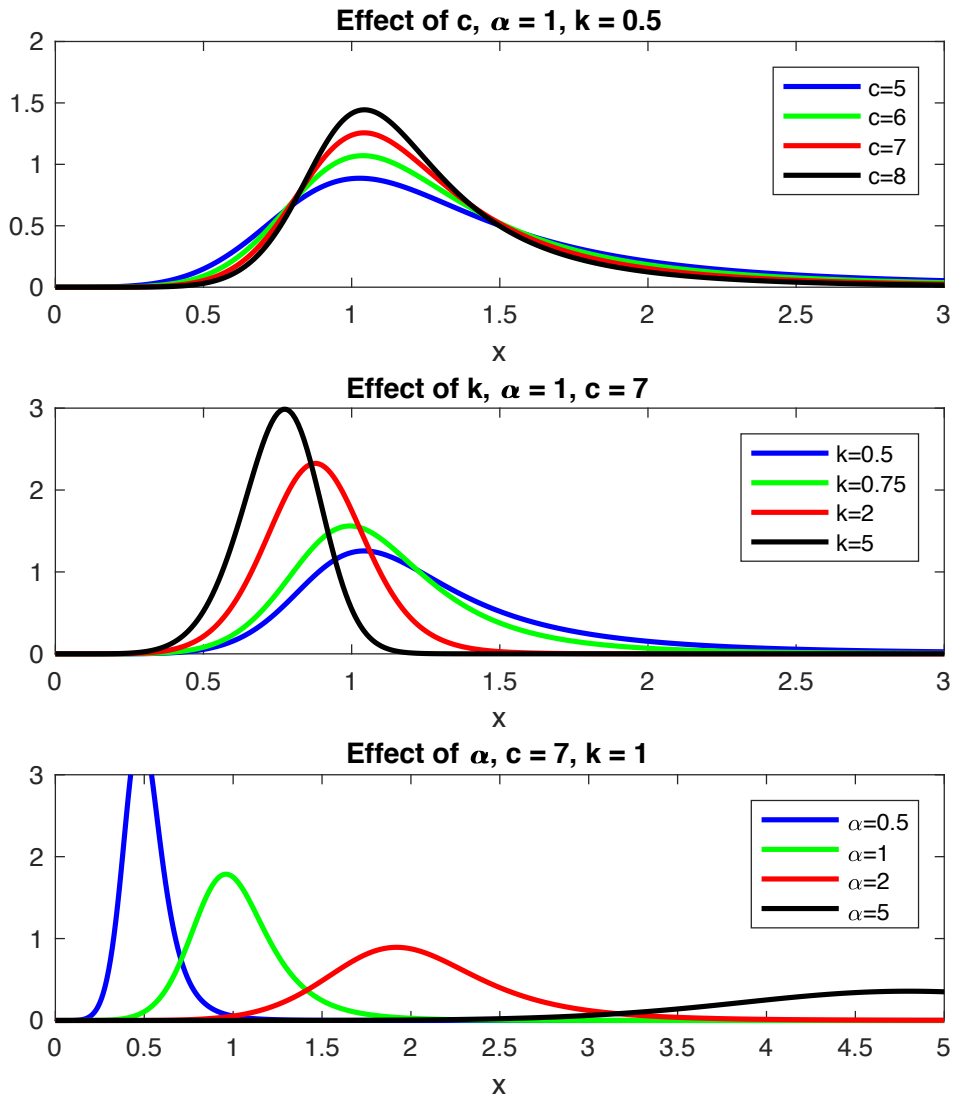 Effect of c, α = 1, k = 0.5
2
1.5
1
0.5
0
c=5
c=6
c=7
c=8
0 0.5 1 1.5 2 2.5 3
x
Effect of k, α = 1, c = 7
3
2
1
0
k=0.5
k=0.75
k=2
k=5
0 0.5 1 1.5 2 2.5 3
x
Effect of α, c = 7, k = 1
3
2
1
0
α=0.5
α=1
α=2
α=5
0 0.5 1 1.5 2 2.5 3 3.5 4 4.5 5
x